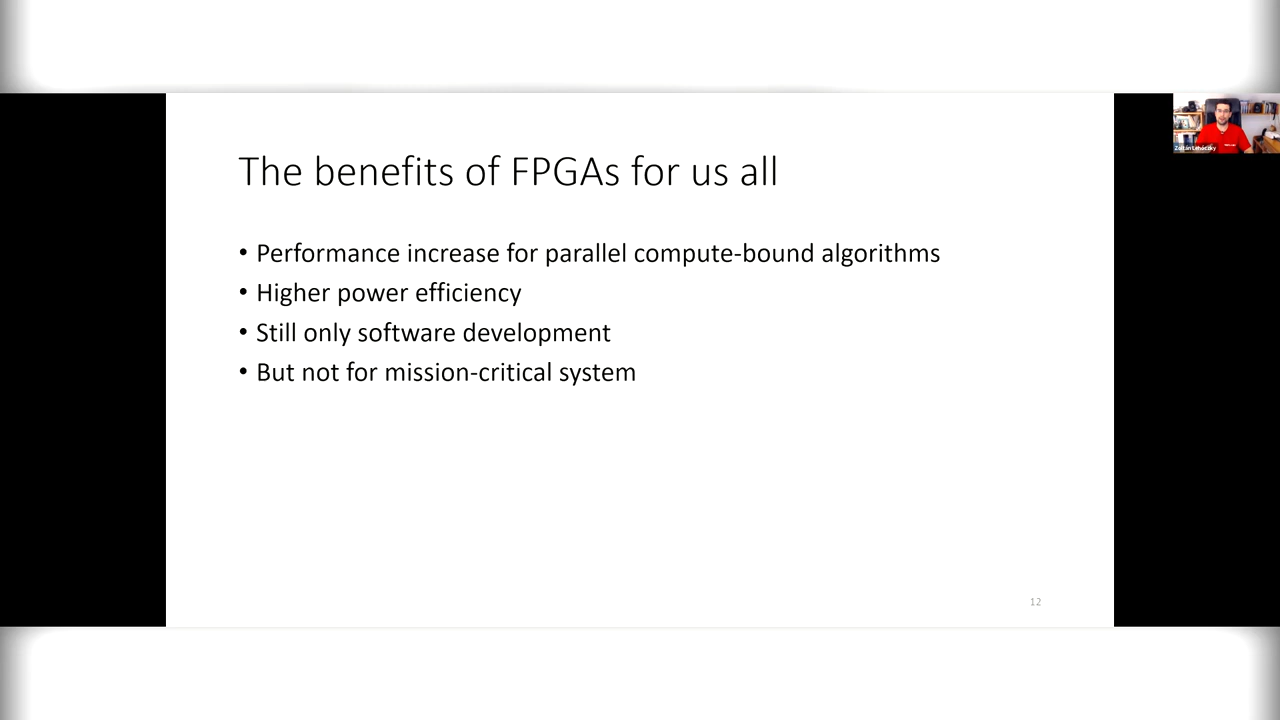 The benefits of FPGAs for us all
• Performance increase for parallel compute-bound algorithms
• Higher power efficiency
• Still only software development
• But not for mission-critical system
12